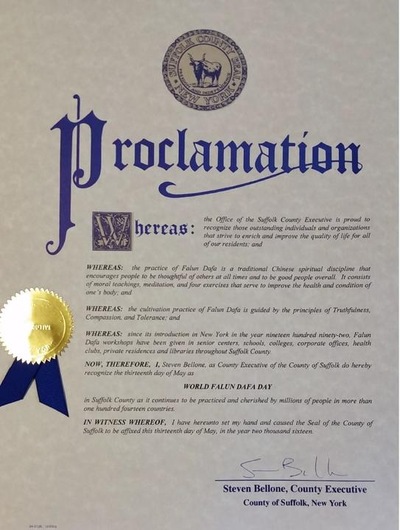 SUFFOLK COUNTY SEAL
NEW YORK
Proclamation
Whereas: the Office of the Suffolk County Executive is proud to
recognize those outstanding individuals and organizations
that strive to enrich and improve the quality of life for all
of our residents; and
WHEREAS: the practice of Falun Dafa is a traditional Chinese spiritual discipline that
encourages people to be thoughtful of others at all times and to be good people overall. It consists
of moral teachings, meditation, and four exercises that serve to improve the health and condition of
one's body; and
WHEREAS: the cultivation practice of Falun Dafa is guided by the principles of Truthfulness,
Compassion, and Tolerance; and
WHEREAS: since its introduction in New York in the year nineteen hundred ninety-two, Falun
Dafa workshops have been given in senior centers, schools, colleges, corporate offices, health
clubs, private residences and libraries throughout Suffolk County.
NOW, THEREFORE, I, Steven Bellone, as County Executive of the County of Suffolk do hereby
recognize the thirteenth day of May as
WORLD FALUN DAFA DAY
in Suffolk County as it continues to be practiced and cherished by millions of people in more than
one hundred fourteen countries.
IN WITNESS WHEREOF, I have hereunto set my hand and caused the Seal of the County of
Suffolk to be affixed this thirteenth day of May, in the year two thousand sixteen.
Steven Bellone, County Executive
County of Suffolk, New York